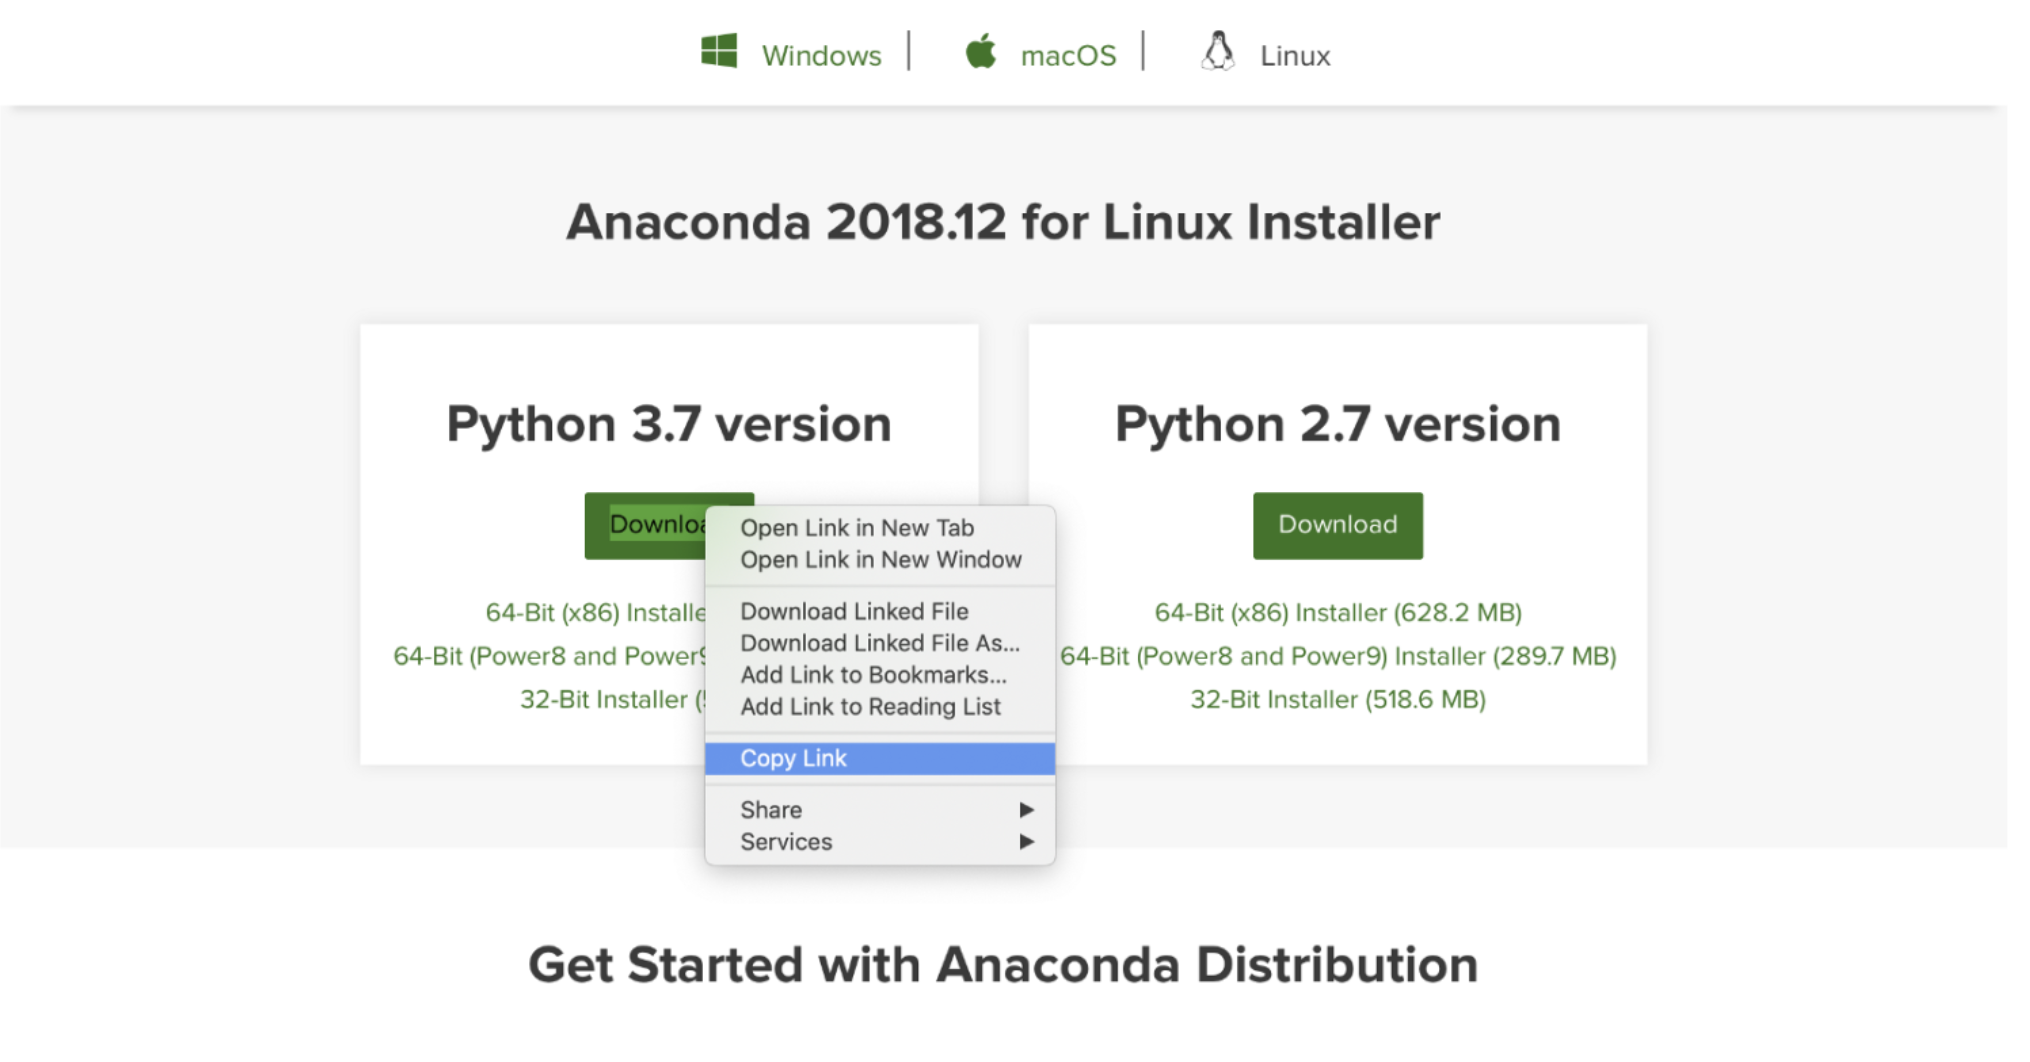 Windows | macOS | Linux
Anaconda 2018.12 for Linux Installer
Python 3.7 version
Download
64-Bit (x86) Installe
64-Bit (Power8 and Power9
32-Bit Installer (
Open Link in New Tab
Open Link in New Window
Download Linked File
Download Linked File As...
Add Link to Bookmarks...
Add Link to Reading List
Copy Link
Share
Services
Python 2.7 version
Download
64-Bit (x86) Installer (628.2 MB)
64-Bit (Power8 and Power9) Installer (289.7 MB)
32-Bit Installer (518.6 MB)
Get Started with Anaconda Distribution